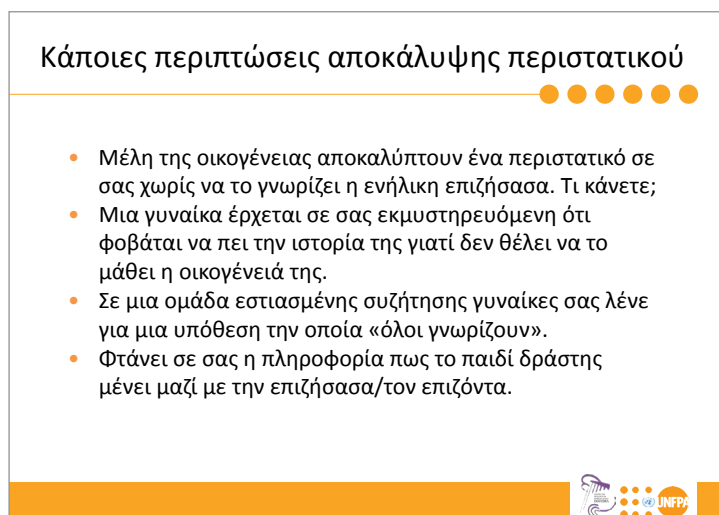 Κάποιες περιπτώσεις αποκάλυψης περιστατικού
• Μέλη της οικογένειας αποκαλύπτουν ένα περιστατικό σε
σας χωρίς να το γνωρίζει η ενήλικη επιζήσασα. Τι κάνετε;
• Μια γυναίκα έρχεται σε σας εκμυστηρευόμενη ότι
φοβάται να πει την ιστορία της γιατί δεν θέλει να το
μάθει η οικογένειά της.
• Σε μια ομάδα εστιασμένης συζήτησης γυναίκες σας λένε
για μια υπόθεση την οποία «όλοι γνωρίζουν».
• Φτάνει σε σας η πληροφορία πως το παιδί δράστης
μένει μαζί με την επιζήσασα/τον επιζόντα.
UNFPA